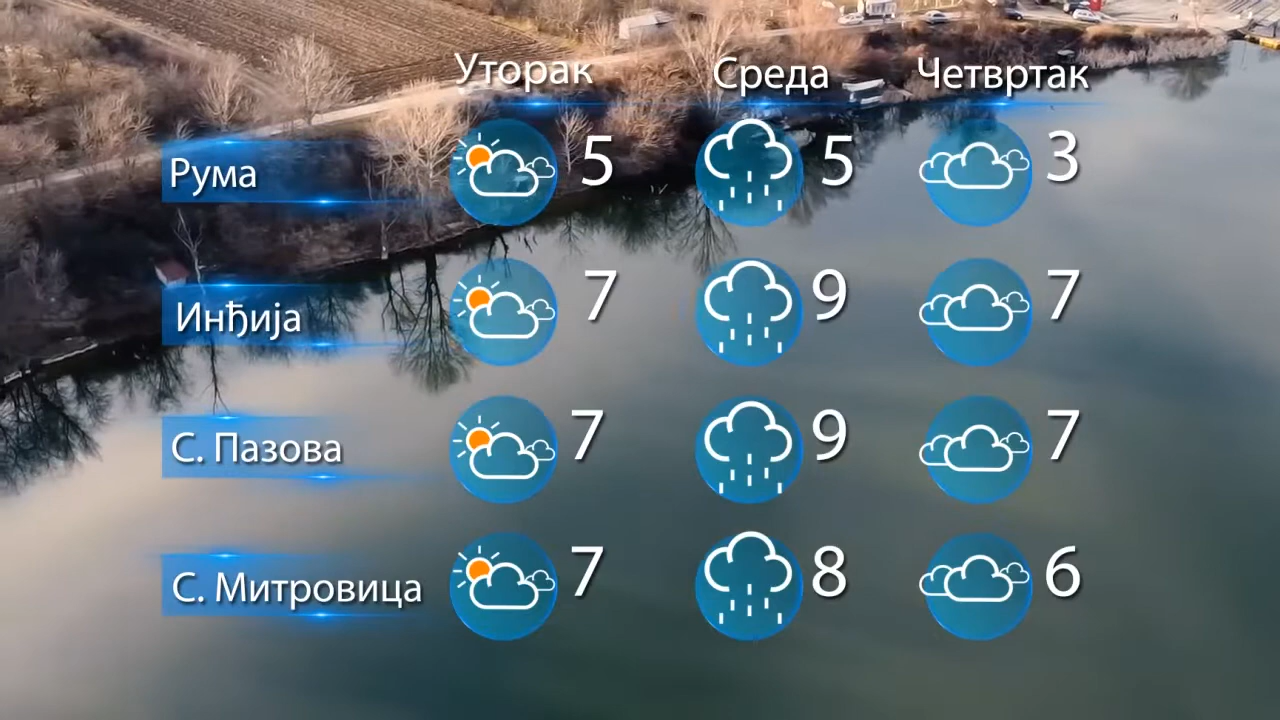 Уторак Среда Четвртак
Рума 5 5 3
Инђија 7 9 7
С. Пазова 7 9 7
С. Митровица 7 8 6